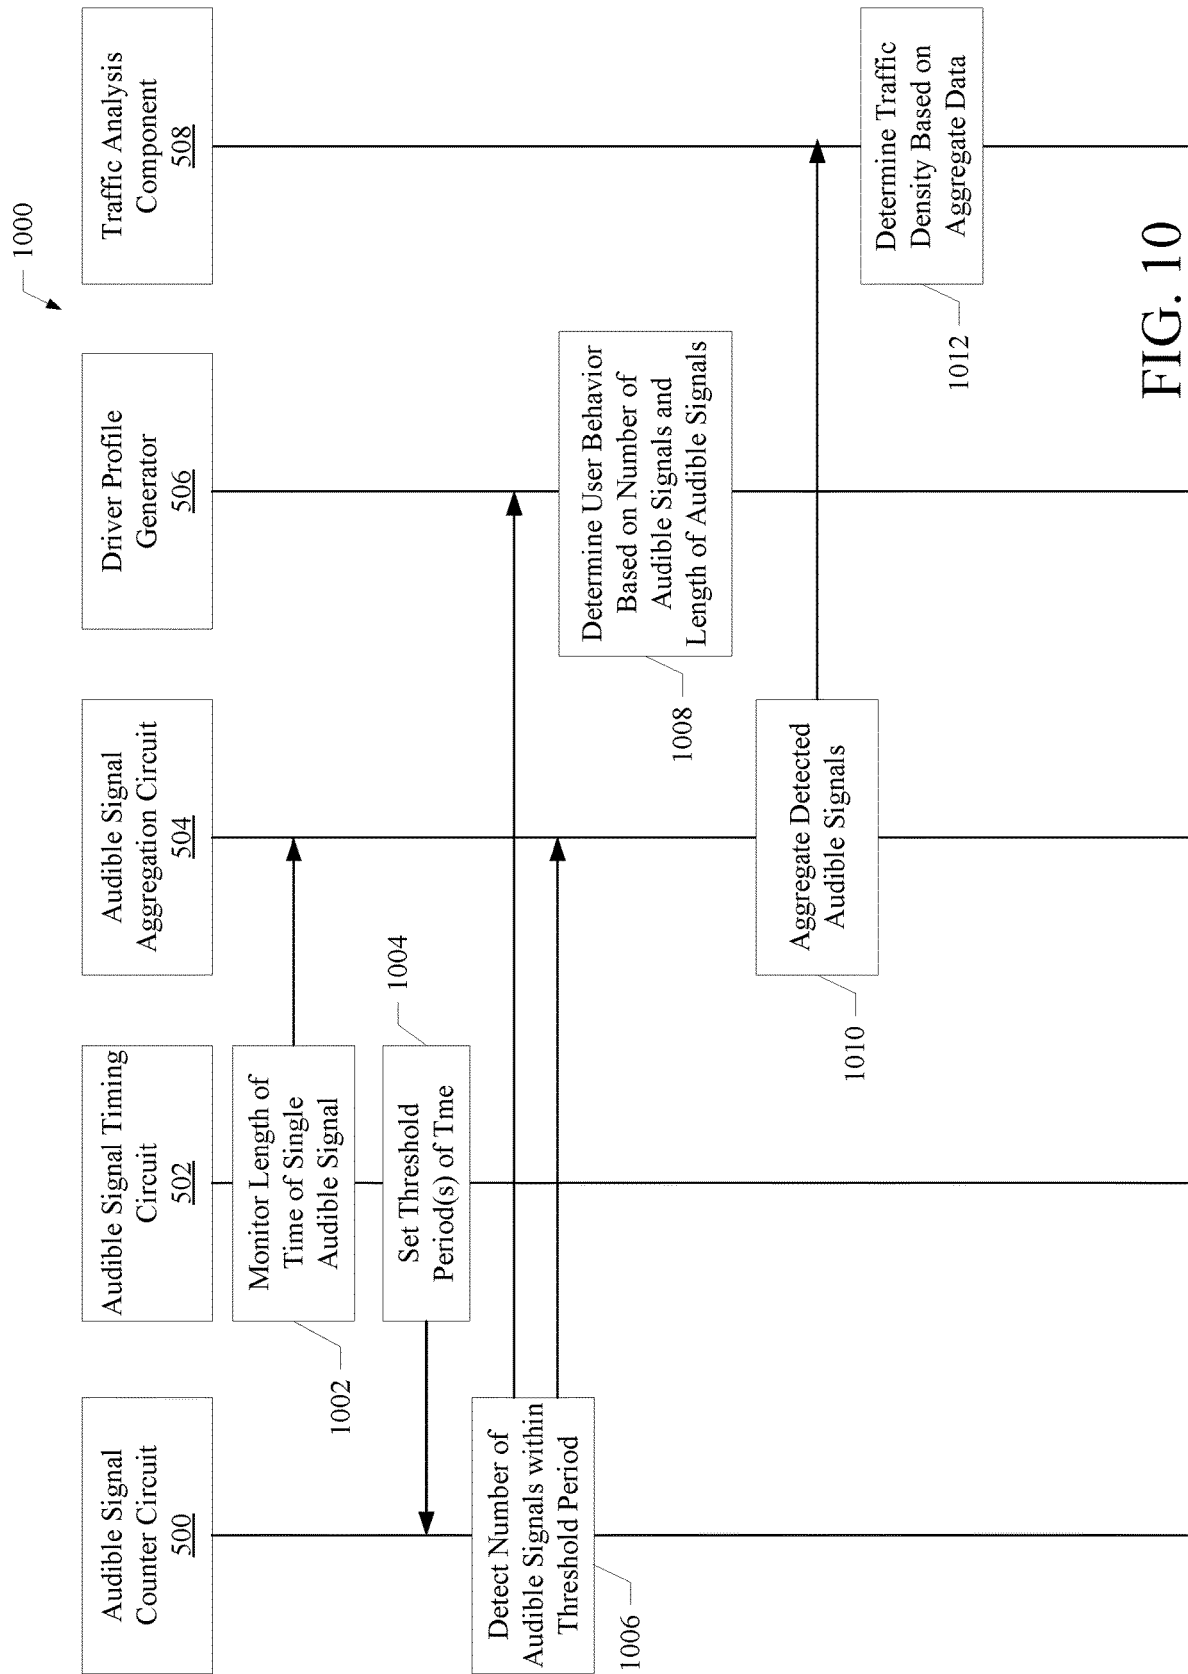 1000
Audible Signal
Counter Circuit
500
Audible Signal Timing
Circuit
502
Audible Signal
Aggregation Circuit
504
Driver Profile
Generator
506
Traffic Analysis
Component
508
Monitor Length of
Time of Single
Audible Signal
1002
Set Threshold
Period(s) of Tme
1004
Detect Number of
Audible Signals within
Threshold Period
1006
Determine User Behavior
Based on Number of
Audible Signals and
Length of Audible Signals
1008
Aggregate Detected
Audible Signals
1010
Determine Traffic
Density Based on
Aggregate Data
1012
FIG. 10